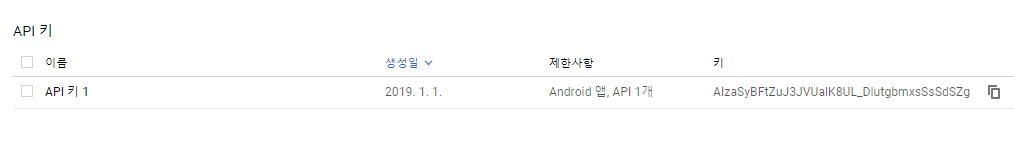 API 키
이름 생성일 제한사항 키
API 키 1 2019. 1. 1. Android 앱, API 1개 AIzaSyBFtZuJ3JVUaIK8UL_DIutgbmxsSsSdSZg